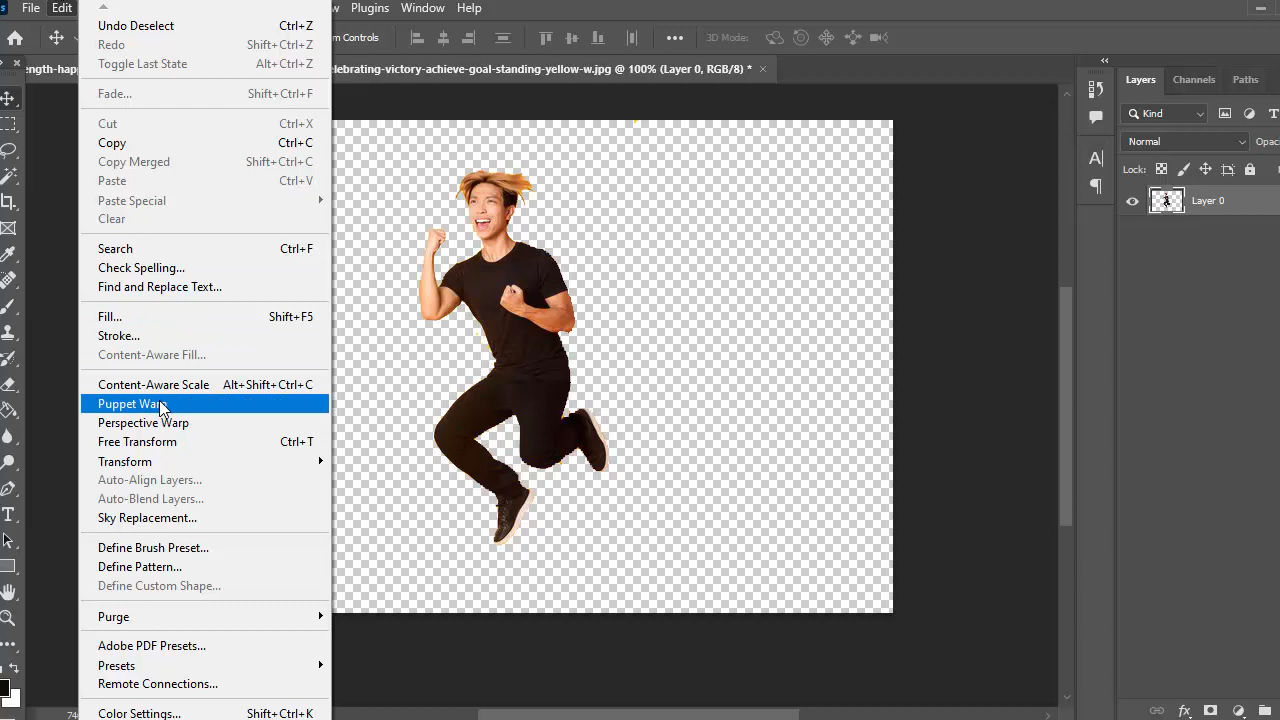 File Edit Plugins Window Help
m Controls 3D Mode:
ength-happ lebrating-victory-achieve-goal-standing-yellow-w.jpg @ 100% (Layer 0, RGB/8) *
Undo Deselect Ctrl+Z
Redo Shift+Ctrl+Z
Toggle Last State Alt+Ctrl+Z
Fade... Shift+Ctrl+F
Cut Ctrl+X
Copy Ctrl+C
Copy Merged Shift+Ctrl+C
Paste Ctrl+V
Paste Special
Clear
Search Ctrl+F
Check Spelling...
Find and Replace Text...
Fill... Shift+F5
Stroke...
Content-Aware Fill...
Content-Aware Scale Alt+Shift+Ctrl+C
Puppet Warp
Perspective Warp
Free Transform Ctrl+T
Transform
Auto-Align Layers...
Auto-Blend Layers...
Sky Replacement...
Define Brush Preset...
Define Pattern...
Define Custom Shape...
Purge
Adobe PDF Presets...
Presets
Remote Connections...
Color Settings... Shift+Ctrl+K
Layers Channels Paths
Kind
Normal Opac
Lock:
Layer 0
fx